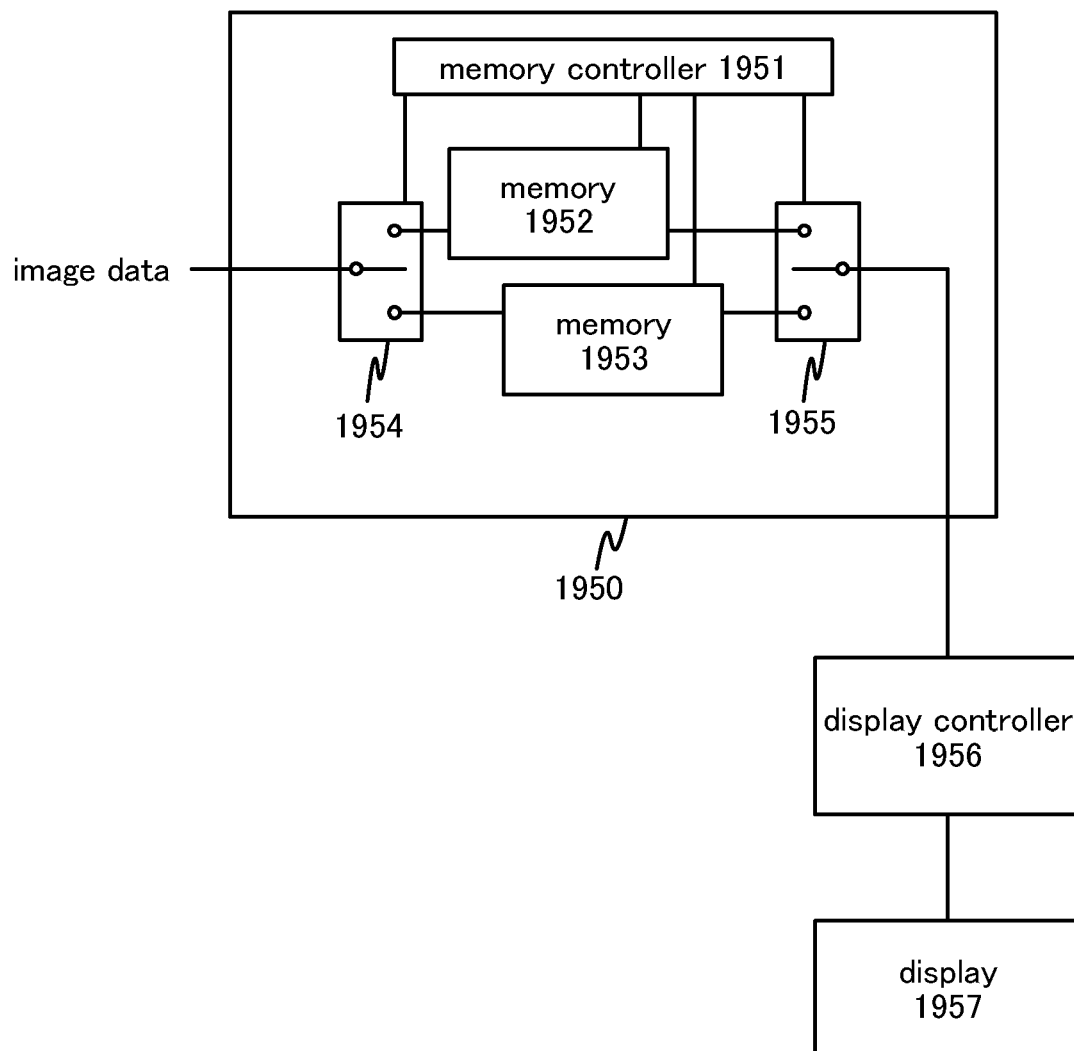 memory controller 1951
memory
1952
image data
memory
1953
1954
1955
1950
display controller
1956
display
1957